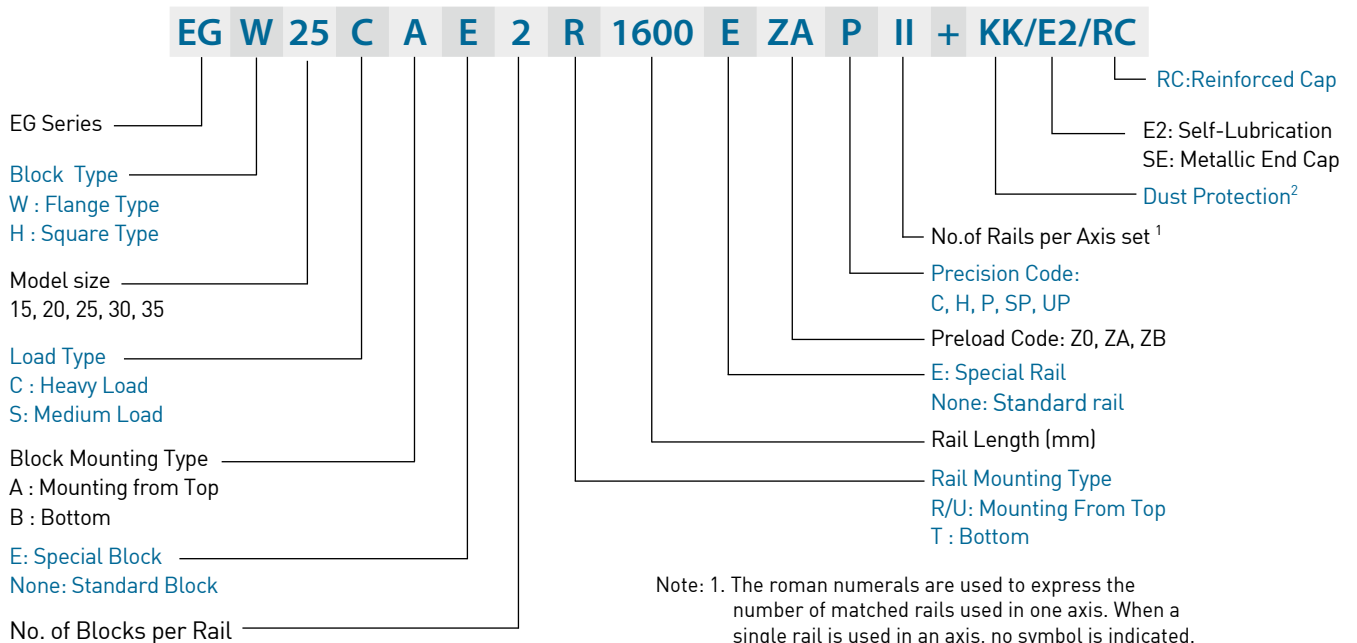 EG W 25 C A E 2 R 1600 E ZA P II + KK/E2/RC
EG Series
Block Type
W : Flange Type
H : Square Type
Model size
15, 20, 25, 30, 35
Load Type
C : Heavy Load
S: Medium Load
Block Mounting Type
A : Mounting from Top
B : Bottom
E: Special Block
None: Standard Block
No. of Blocks per Rail
RC:Reinforced Cap
E2: Self-Lubrication
SE: Metallic End Cap
Dust Protection2
No.of Rails per Axis set 1
Precision Code:
C, H, P, SP, UP
Preload Code: Z0, ZA, ZB
E: Special Rail
None: Standard rail
Rail Length (mm)
Rail Mounting Type
R/U: Mounting From Top
T : Bottom
Note: 1. The roman numerals are used to express the
number of matched rails used in one axis. When a
single rail is used in an axis, no symbol is indicated.